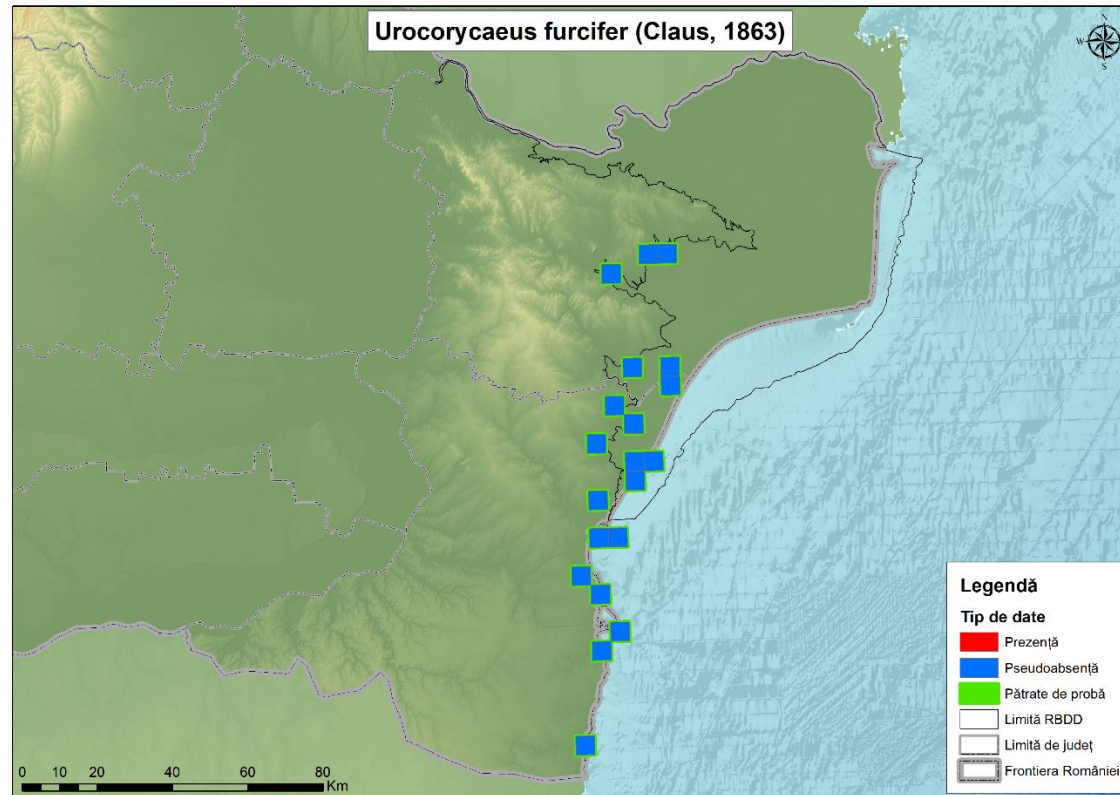 Urocorycaeus furcifer (Claus, 1863)
N
W E
S
Legendă
Tip de date
Prezență
Pseudoabsență
Pătrate de probă
Limită RBDD
Limită de județ
Frontiera României
0 10 20 40 60 80
Km